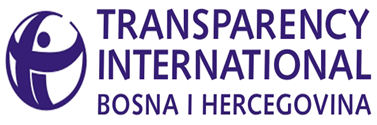 TRANSPARENCY
INTERNATIONAL
BOSNA I HERCEGOVINA